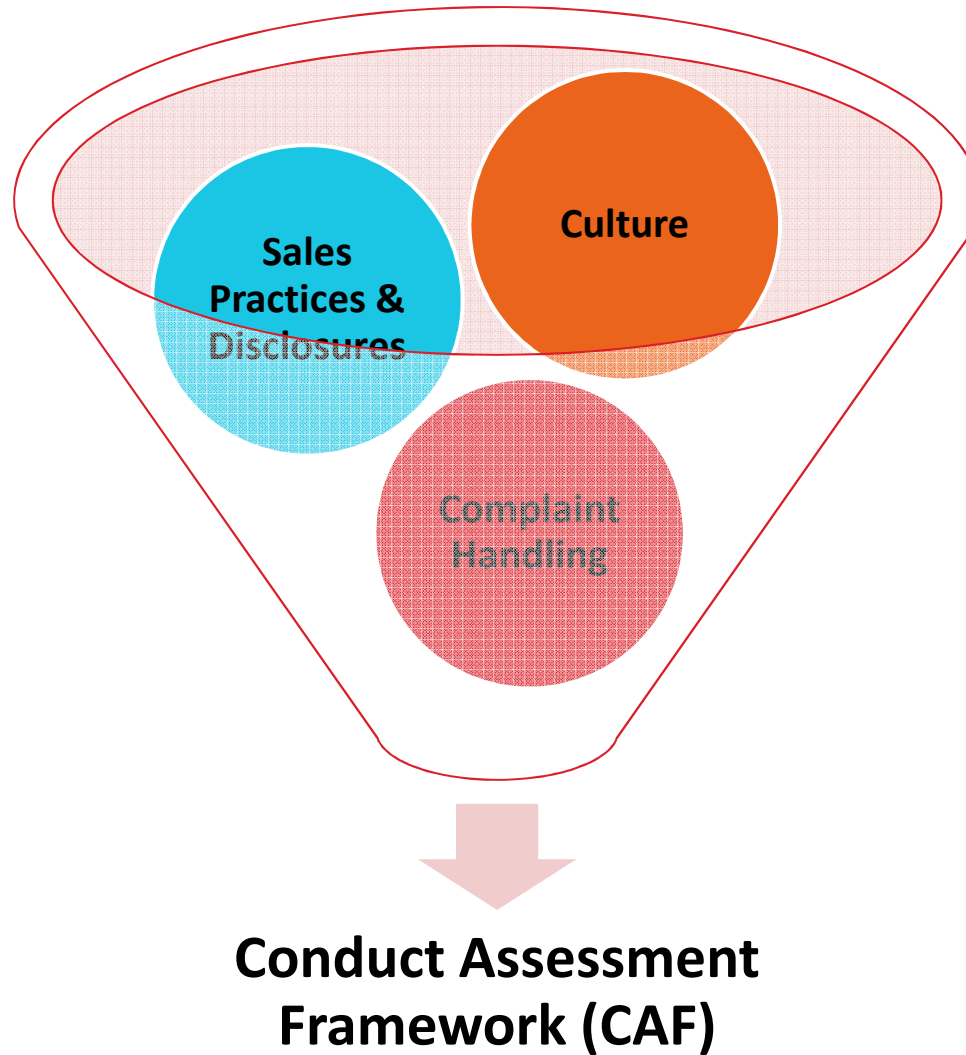 Culture
Sales
Practices &
Disclosures
Complaint
Handling
Conduct Assessment
Framework (CAF)